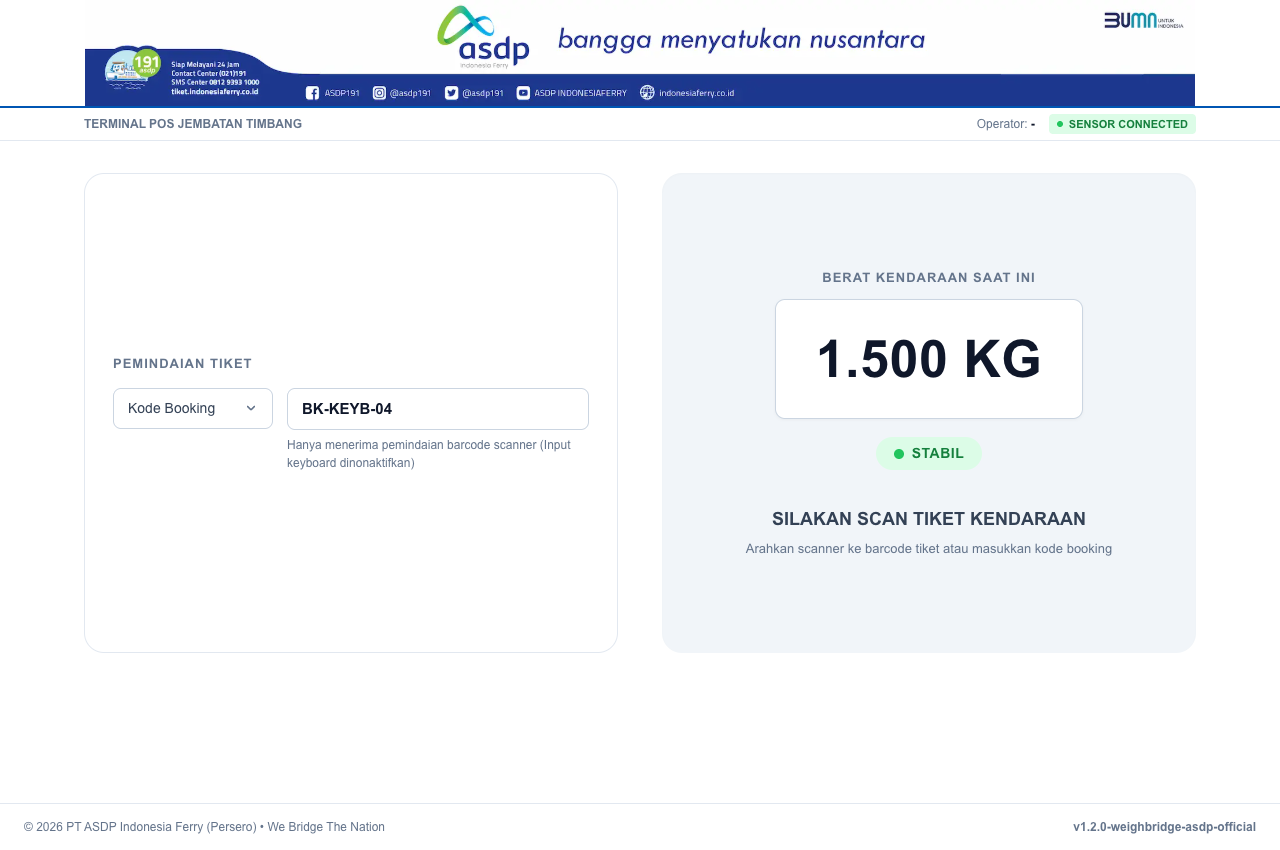 asdp
Indonesia Ferry
bangga menyatukan nusantara
BUMN UNTUK INDONESIA
191
asdp
Siap Melayani 24 Jam
Contact Center (021)191
SMS Center 0812 9393 1000
tiket.indonesiaferry.co.id
ASDP191 @asdp191 @asdp191 ASDP INDONESIAFERRY indonesiaferry.co.id
TERMINAL POS JEMBATAN TIMBANG
Operator: - SENSOR CONNECTED
PEMINDAIAN TIKET
Kode Booking
BK-KEYB-04
Hanya menerima pemindaian barcode scanner (Input
keyboard dinonaktifkan)
BERAT KENDARAAN SAAT INI
1.500 KG
STABIL
SILAKAN SCAN TIKET KENDARAAN
Arahkan scanner ke barcode tiket atau masukkan kode booking
© 2026 PT ASDP Indonesia Ferry (Persero) • We Bridge The Nation
v1.2.0-weighbridge-asdp-official